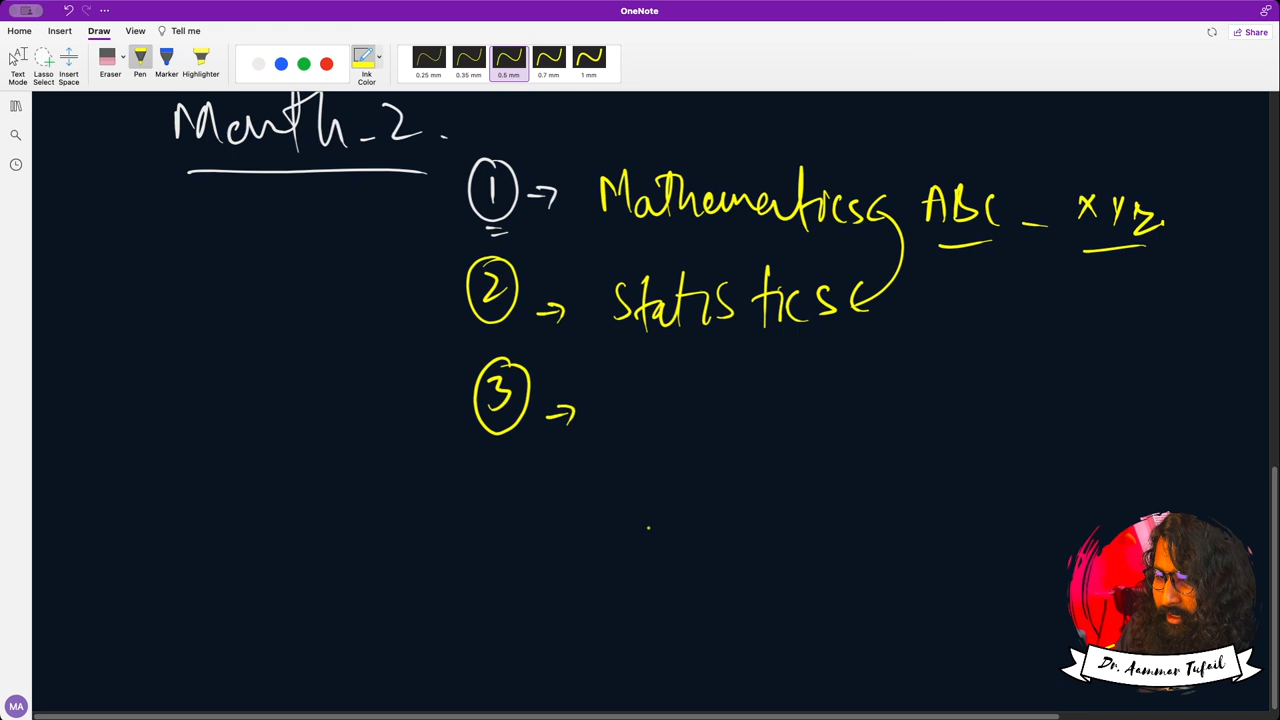 OneNote
Home Insert Draw View Tell me Share
Text Mode Lasso Select Insert Space Eraser Pen Marker Highlighter Ink Color 0.25 mm 0.35 mm 0.5 mm 0.7 mm 1 mm
Month-2.
1 → Mathematics ABC - XYZ.
2 → Statistics
3 →
Dr. Aammar Tufail
MA